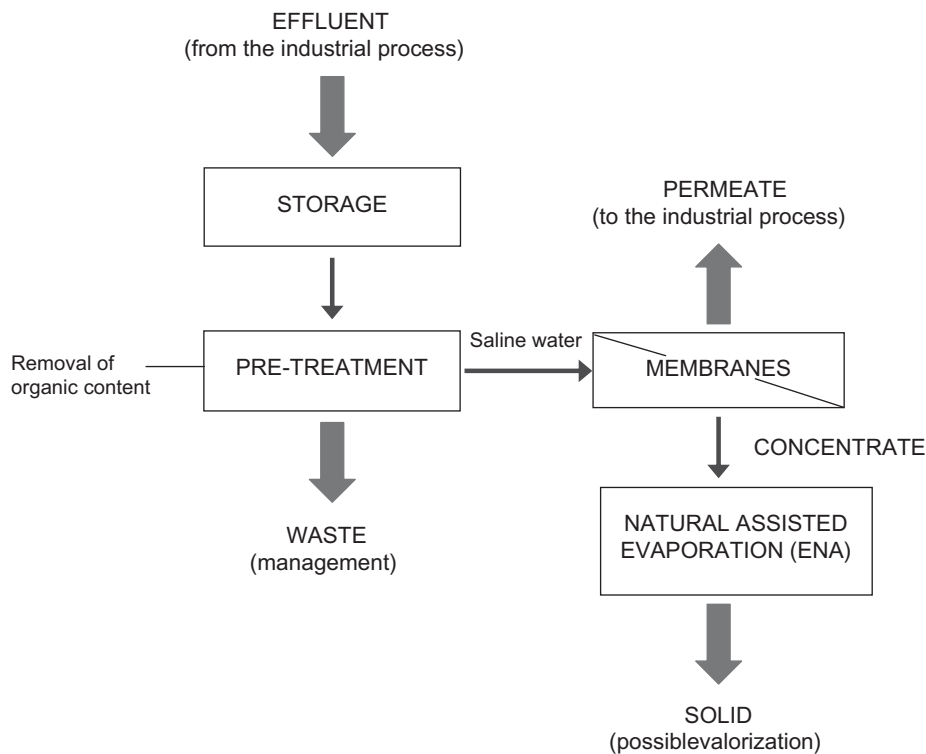 EFFLUENT
(from the industrial process)
STORAGE
PERMEATE
(to the industrial process)
Removal of
organic content
PRE-TREATMENT
Saline water
MEMBRANES
CONCENTRATE
WASTE
(management)
NATURAL ASSISTED
EVAPORATION (ENA)
SOLID
(possiblevalorization)